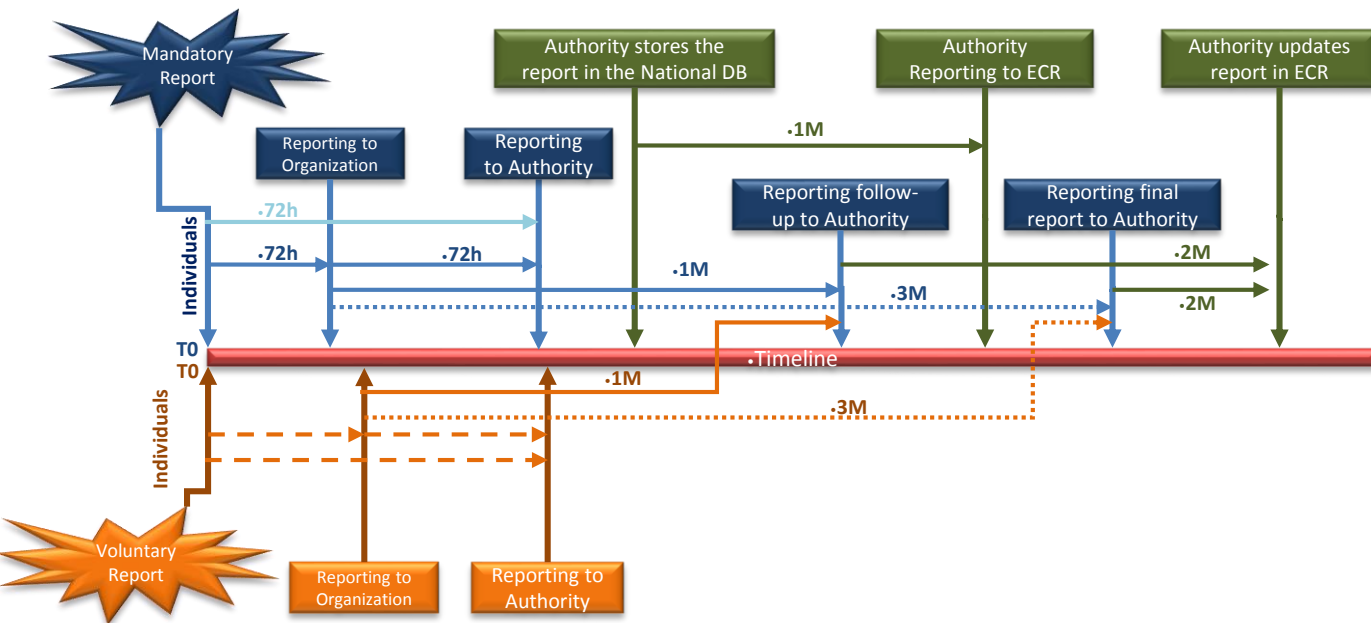 Mandatory
Report
Authority stores the
report in the National DB
Authority
Reporting to ECR
Authority updates
report in ECR
Reporting to
Organization
Reporting
to Authority
.1M
Reporting follow-
up to Authority
Reporting final
report to Authority
.72h
.72h
.72h
.1M
.2M
.3M
.2M
Individuals
T0
.Timeline
T0
.1M
.3M
Individuals
Voluntary
Report
Reporting to
Organization
Reporting to
Authority